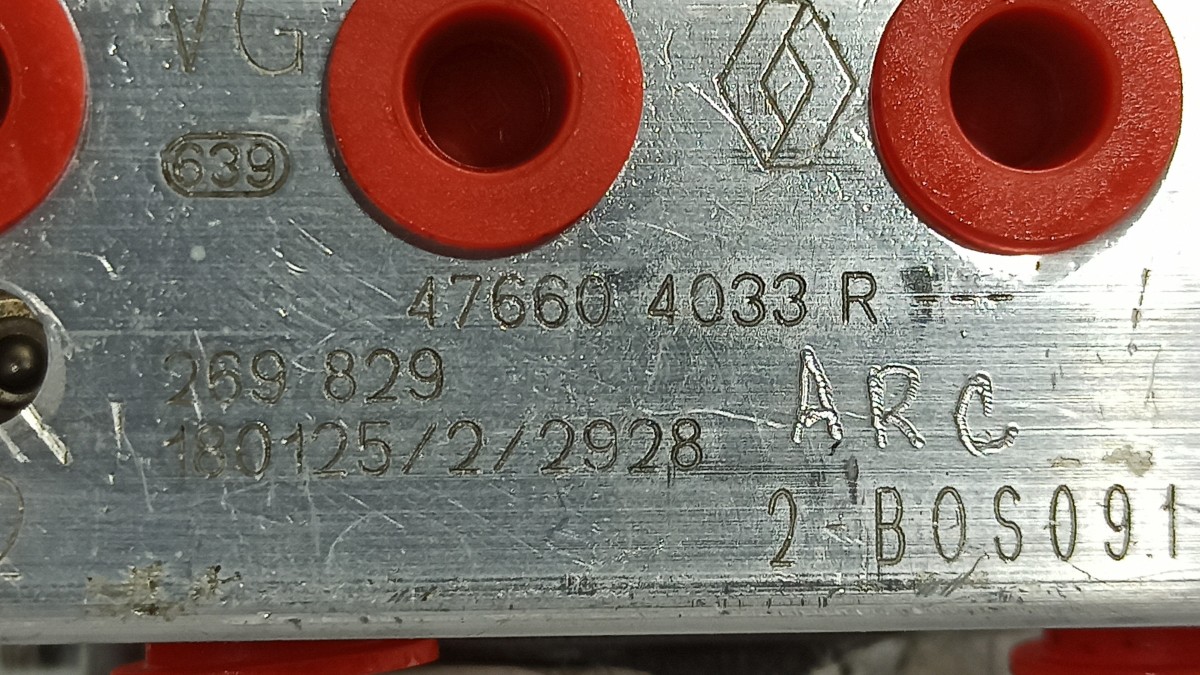 VG
639
47660 4033 R ---
269 829
ARC
180125/2/2928
2-BOS091